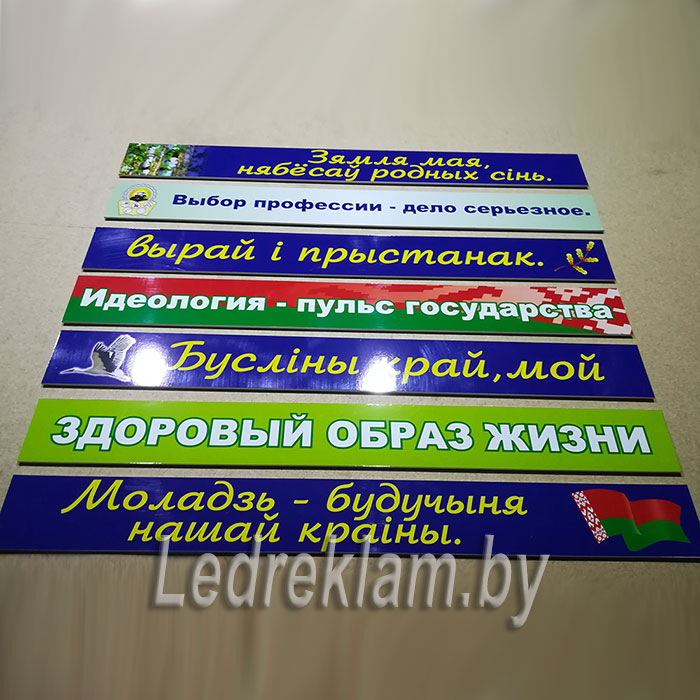 Зямля мая,
нябёсаў родных сінь.
Выбор профессии - дело серьезное.
вырай і прыстанак.
Идеология - пульс государства
Бусліны край, мой
ЗДОРОВЫЙ ОБРАЗ ЖИЗНИ
Моладзь - будучыня
нашай краіны.
Ledreklam.by